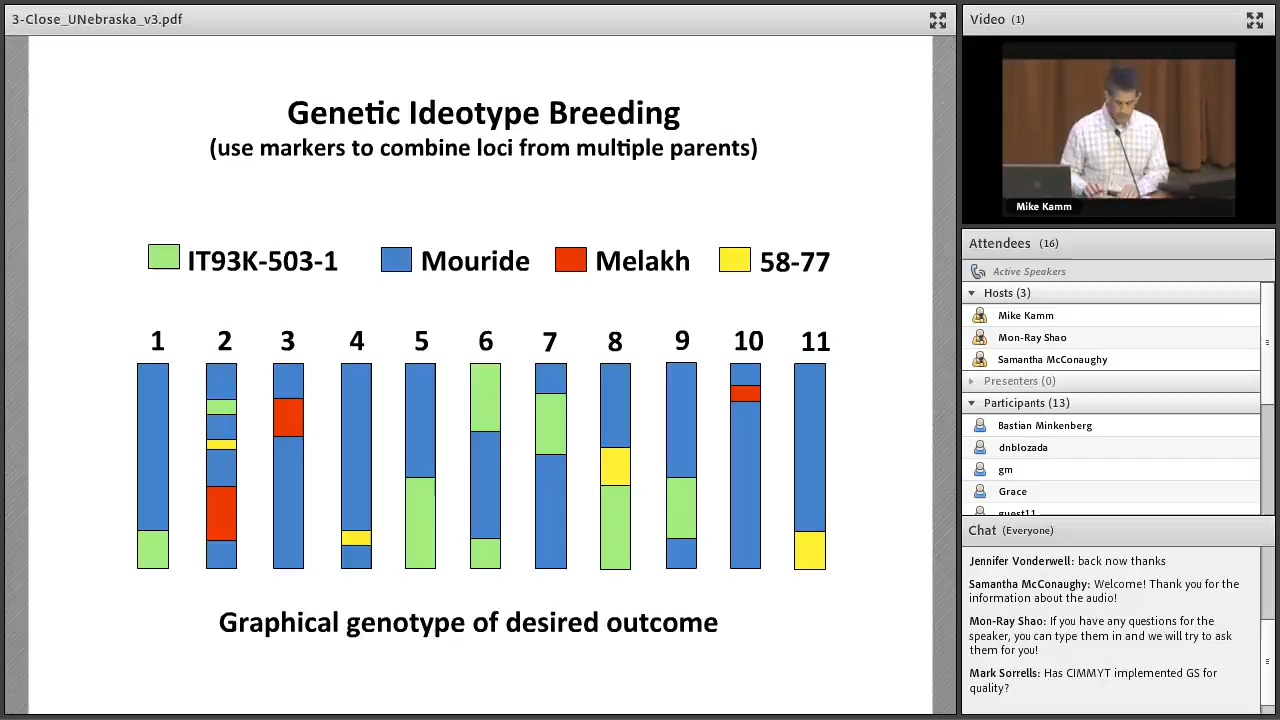 3-Close_UNebraska_v3.pdf
Genetic Ideotype Breeding
(use markers to combine loci from multiple parents)
IT93K-503-1 Mouride Melakh 58-77
1 2 3 4 5 6 7 8 9 10 11
Graphical genotype of desired outcome
Video (1)
Mike Kamm
Attendees (16)
Active Speakers
Hosts (3)
Mike Kamm
Mon-Ray Shao
Samantha McConaughy
Presenters (0)
Participants (13)
Bastian Minkenberg
dnblozada
gm
Grace
guest11
Chat (Everyone)
Jennifer Vonderwell: back now thanks
Samantha McConaughy: Welcome! Thank you for the
information about the audio!
Mon-Ray Shao: If you have any questions for the
speaker, you can type them in and we will try to ask
them for you!
Mark Sorrells: Has CIMMYT implemented GS for
quality?